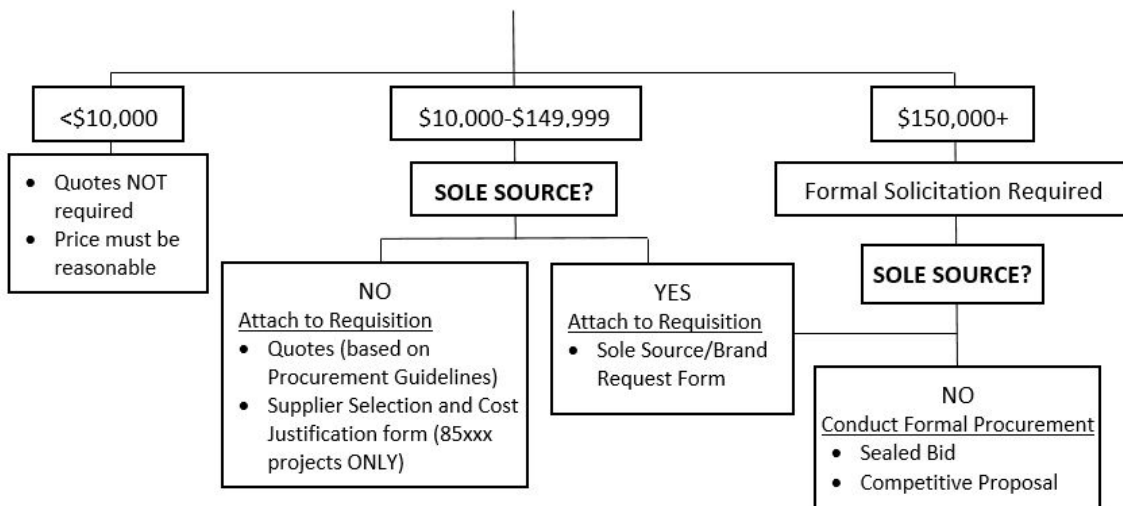 <$10,000
$10,000-$149,999
$150,000+
• Quotes NOT
required
• Price must be
reasonable
SOLE SOURCE?
Formal Solicitation Required
SOLE SOURCE?
NO
Attach to Requisition
• Quotes (based on
Procurement Guidelines)
• Supplier Selection and Cost
Justification form (85xxx
projects ONLY)
YES
Attach to Requisition
• Sole Source/Brand
Request Form
NO
Conduct Formal Procurement
• Sealed Bid
• Competitive Proposal